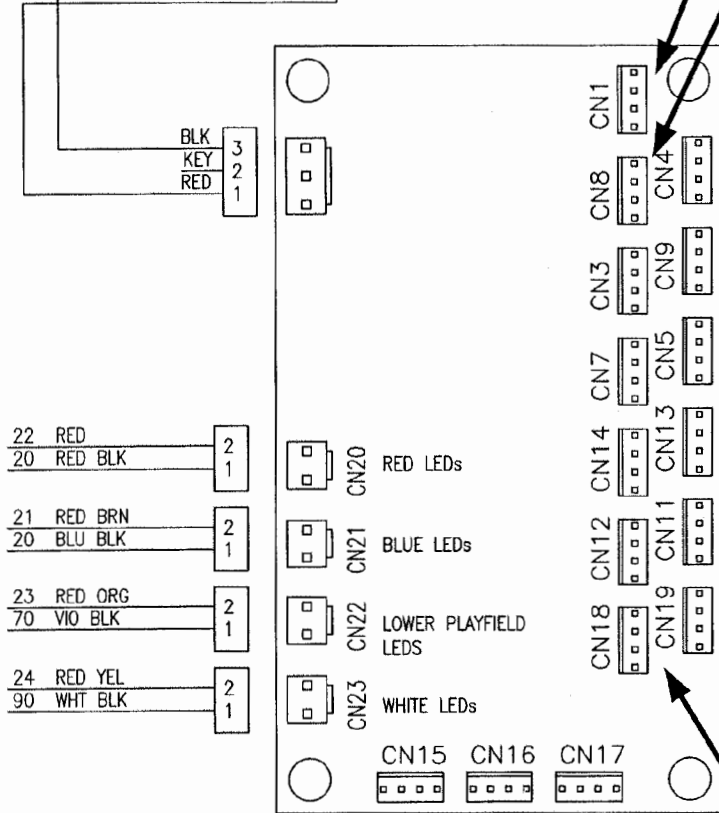 BLK 3
KEY 2
RED 1
CN1
CN8
CN4
CN3
CN9
CN7
CN5
CN14
CN13
CN12
CN11
CN18
CN19
22 RED 2
20 RED BLK 1
CN20 RED LEDs
21 RED BRN 2
20 BLU BLK 1
CN21 BLUE LEDs
23 RED ORG 2
70 VIO BLK 1
CN22 LOWER PLAYFIELD
LEDS
24 RED YEL 2
90 WHT BLK 1
CN23 WHITE LEDs
CN15 CN16 CN17